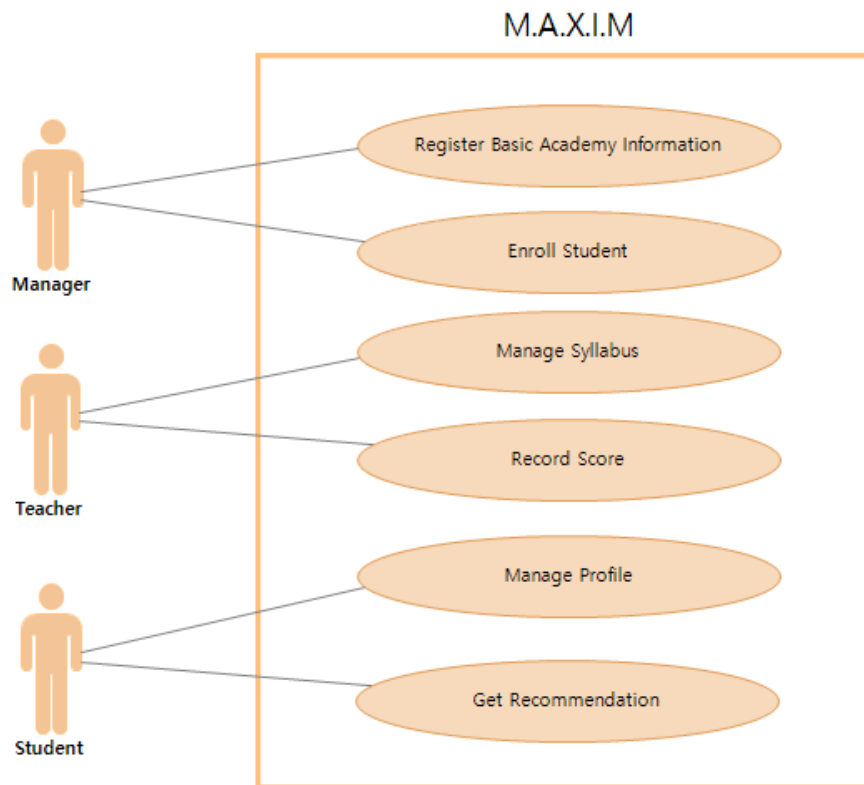 M.A.X.I.M
Register Basic Academy Information
Enroll Student
Manager
Manage Syllabus
Record Score
Teacher
Manage Profile
Get Recommendation
Student